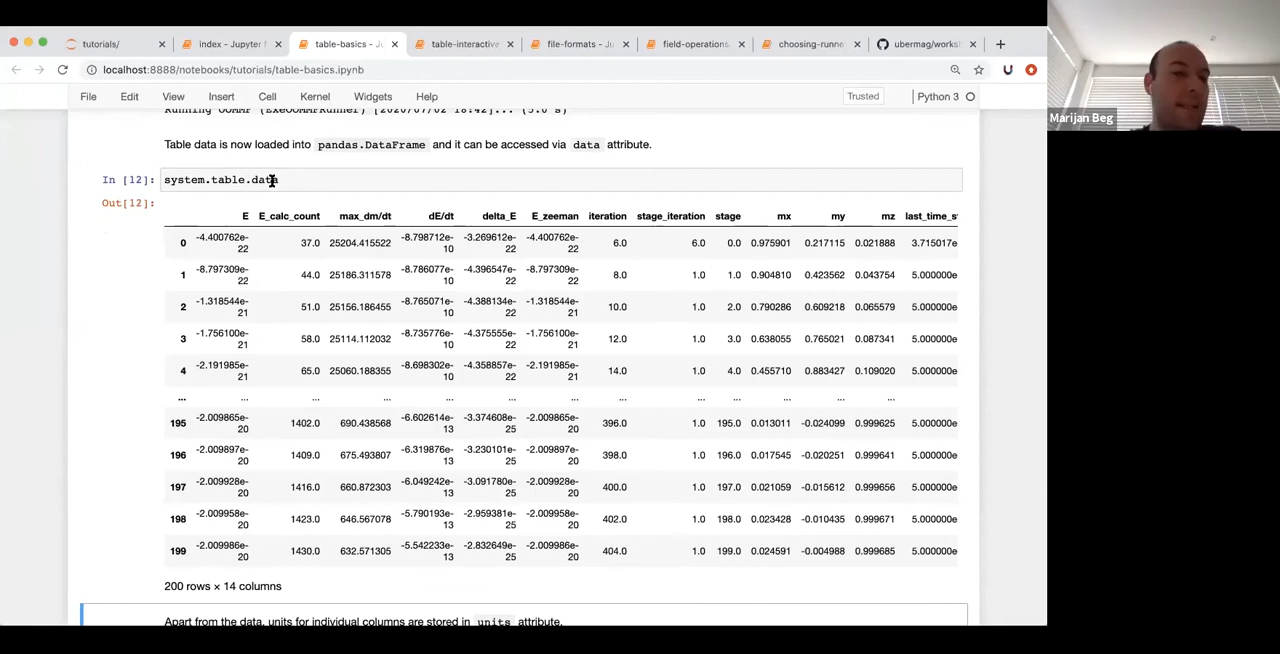 tutorials/ index - Jupyter table-basics - Ju table-interactive file-formats - Ju field-operations choosing-runne ubermag/works
localhost:8888/notebooks/tutorials/table-basics.ipynb
File Edit View Insert Cell Kernel Widgets Help Trusted Python 3
Marijan Beg
Table data is now loaded into pandas.DataFrame and it can be accessed via data attribute.
In [12]: system.table.data
Out[12]:
E E_calc_count max_dm/dt dE/dt delta_E E_zeeman iteration stage_iteration stage mx my mz last_time_s
0 -4.400762e-22 37.0 25204.415522 -8.798712e-10 -3.269612e-22 -4.400762e-22 6.0 6.0 0.0 0.975901 0.217115 0.021888 3.715017e
1 -8.797309e-22 44.0 25186.311578 -8.786077e-10 -4.396547e-22 -8.797309e-22 8.0 1.0 1.0 0.904810 0.423562 0.043754 5.000000e
2 -1.318544e-21 51.0 25156.186455 -8.765071e-10 -4.388134e-22 -1.318544e-21 10.0 1.0 2.0 0.790286 0.609218 0.065579 5.000000e
3 -1.756100e-21 58.0 25114.112032 -8.735776e-10 -4.375555e-22 -1.756100e-21 12.0 1.0 3.0 0.638055 0.765021 0.087341 5.000000e
4 -2.191985e-21 65.0 25060.188355 -8.698302e-10 -4.358857e-22 -2.191985e-21 14.0 1.0 4.0 0.455710 0.883427 0.109020 5.000000e
... ... ... ... ... ... ... ... ... ... ... ... ...
195 -2.009865e-20 1402.0 690.438568 -6.602614e-13 -3.374608e-25 -2.009865e-20 396.0 1.0 195.0 0.013011 -0.024099 0.999625 5.000000e
196 -2.009897e-20 1409.0 675.493807 -6.319876e-13 -3.230101e-25 -2.009897e-20 398.0 1.0 196.0 0.017545 -0.020251 0.999641 5.000000e
197 -2.009928e-20 1416.0 660.872303 -6.049242e-13 -3.091780e-25 -2.009928e-20 400.0 1.0 197.0 0.021059 -0.015612 0.999656 5.000000e
198 -2.009958e-20 1423.0 646.567078 -5.790193e-13 -2.959381e-25 -2.009958e-20 402.0 1.0 198.0 0.023428 -0.010435 0.999671 5.000000e
199 -2.009986e-20 1430.0 632.571305 -5.542233e-13 -2.832649e-25 -2.009986e-20 404.0 1.0 199.0 0.024591 -0.004988 0.999685 5.000000e
200 rows × 14 columns
Apart from the data, units for individual columns are stored in units attribute.